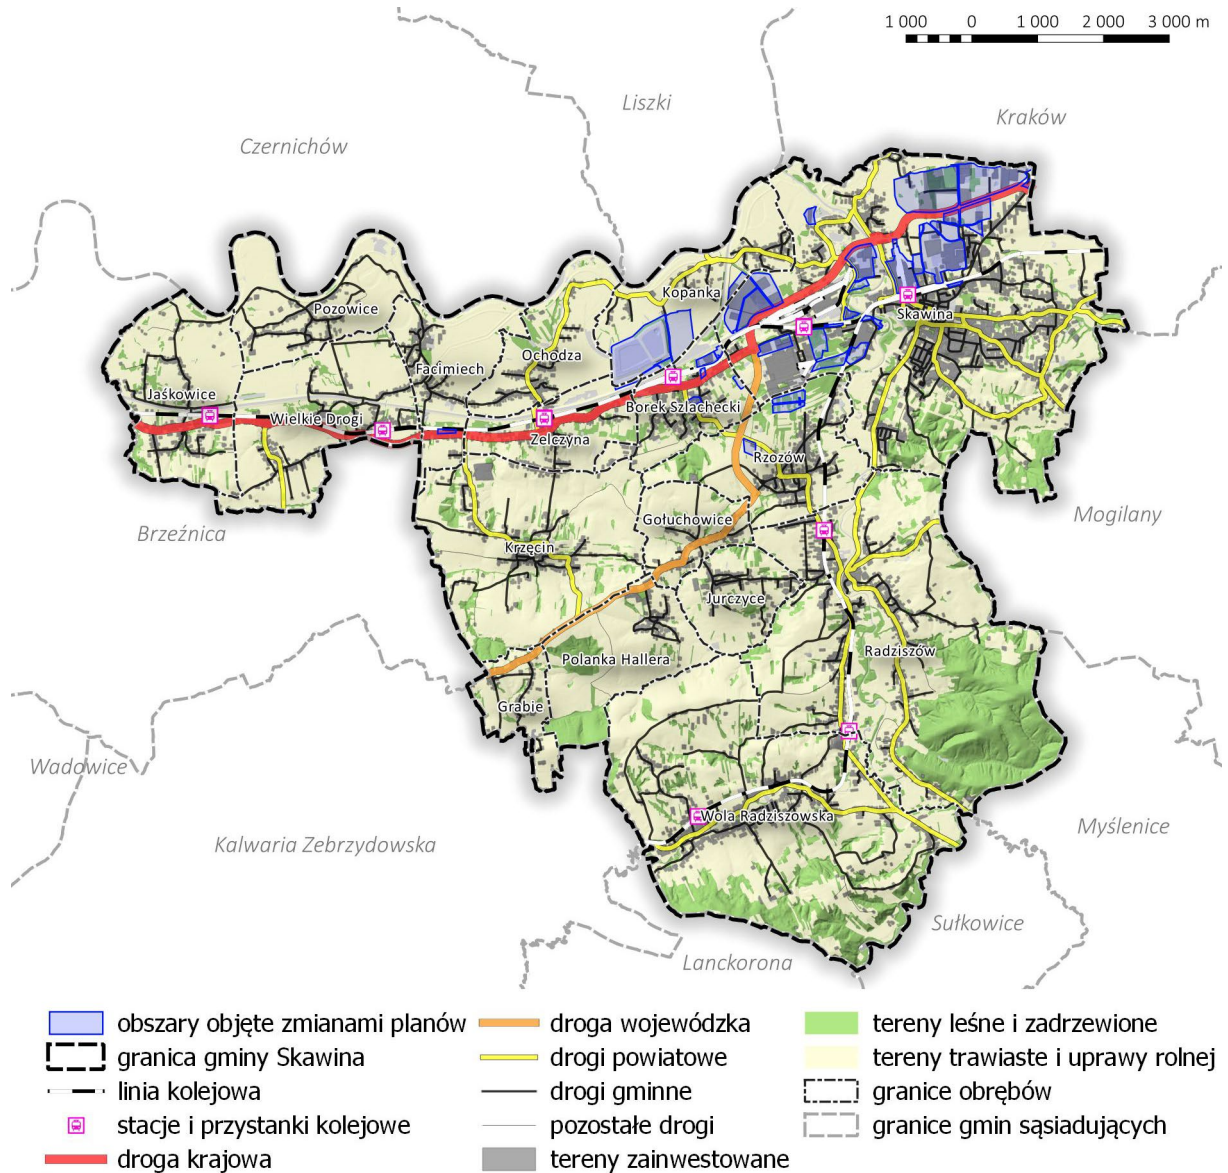 1 000 0 1 000 2 000 3 000 m
Liszki
Kraków
Czernichów
Kopanka
Pozowice
Skawina
Ochodza
Facimiech
Jaśkowice
Borek Szlachecki
Wielkie Drogi
Zelczyna
Rzozów
Mogilany
Gołuchowice
Brzeźnica
Krzęcin
Jurczyce
Radziszów
Polanka Hallera
Grabie
Wadowice
Wola Radziszowska
Myślenice
Kalwaria Zebrzydowska
Sułkowice
Lanckorona
obszary objęte zmianami planów
granica gminy Skawina
linia kolejowa
stacje i przystanki kolejowe
droga krajowa
droga wojewódzka
drogi powiatowe
drogi gminne
pozostałe drogi
tereny zainwestowane
tereny leśne i zadrzewione
tereny trawiaste i uprawy rolnej
granice obrębów
granice gmin sąsiadujących